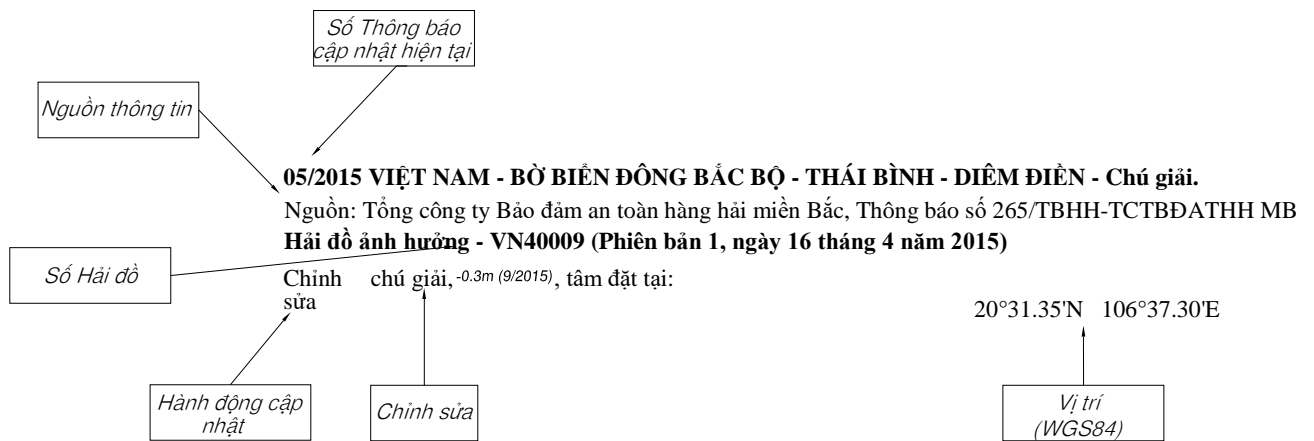 Số Thông báo
cập nhật hiện tại
Nguồn thông tin
05/2015 VIỆT NAM - BỜ BIỂN ĐÔNG BẮC BỘ - THÁI BÌNH - DIÊM ĐIỀN - Chú giải.
Nguồn: Tổng công ty Bảo đảm an toàn hàng hải miền Bắc, Thông báo số 265/TBHH-TCTBĐATHH MB
Hải đồ ảnh hưởng - VN40009 (Phiên bản 1, ngày 16 tháng 4 năm 2015)
Số Hải đồ
Chỉnh chú giải, -0.3m (9/2015), tâm đặt tại:
sửa
20°31.35'N 106°37.30'E
Hành động cập
nhật
Chỉnh sửa
Vị trí
(WGS84)